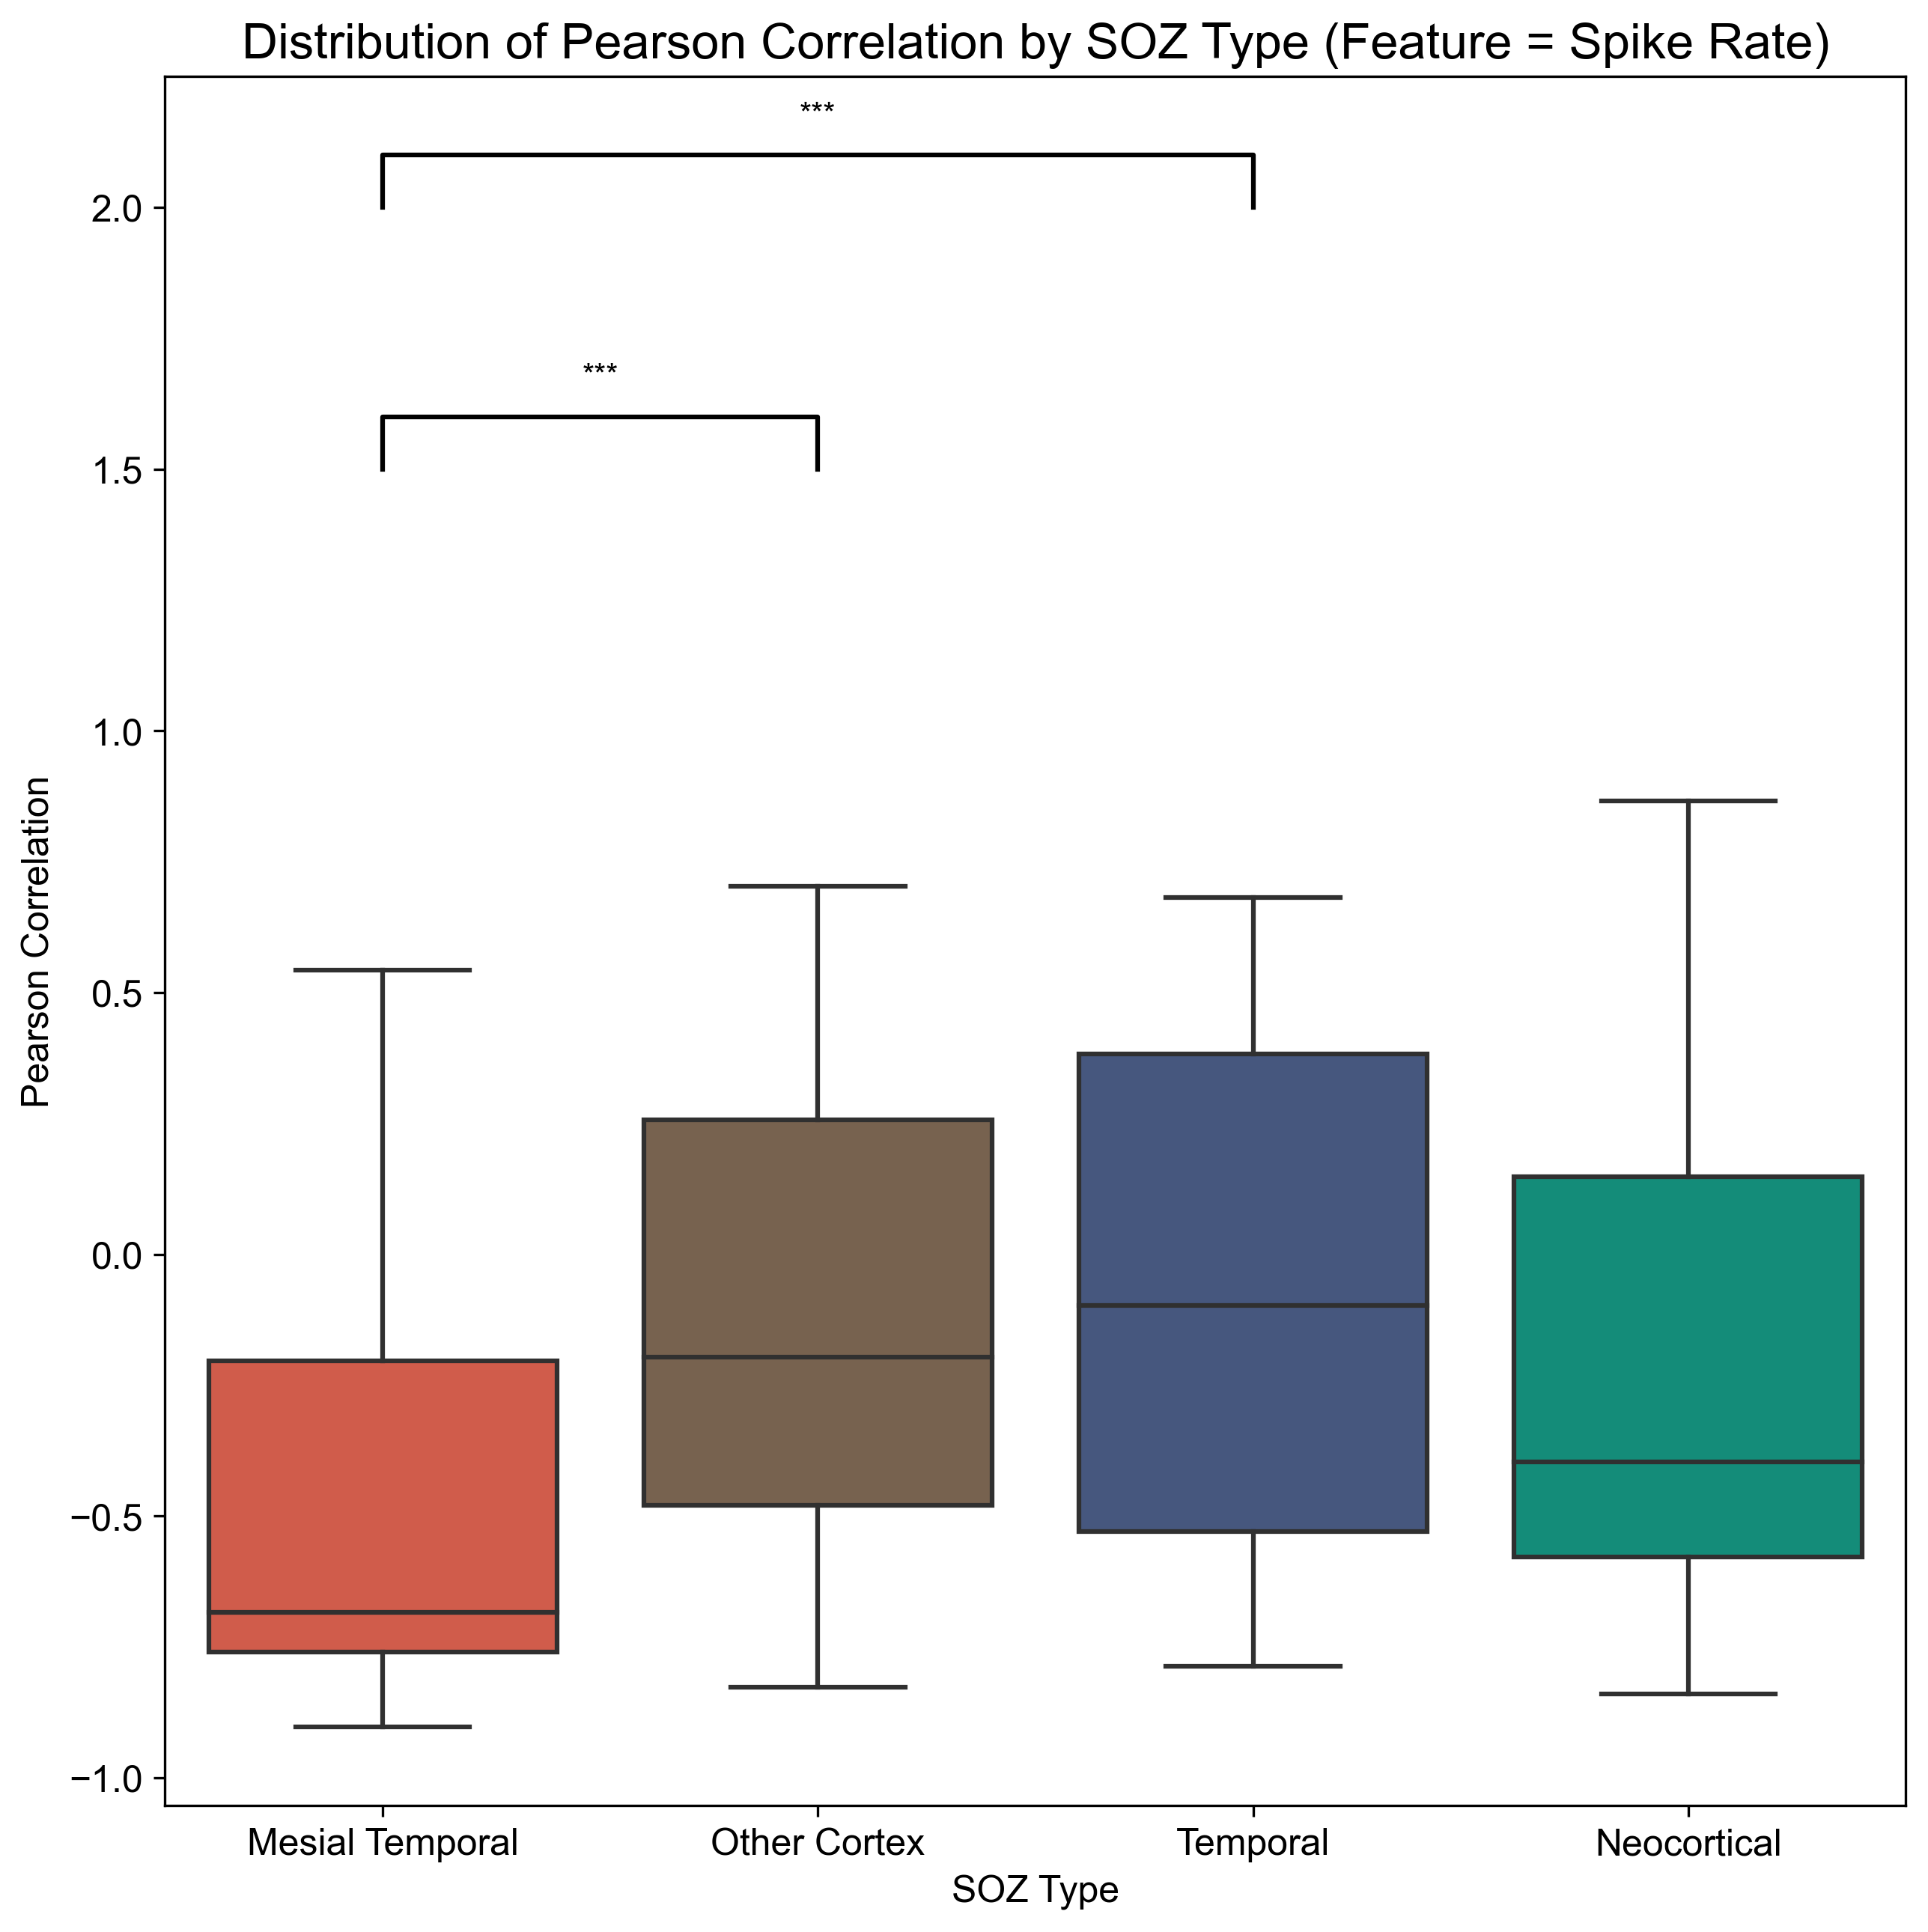 Distribution of Pearson Correlation by SOZ Type (Feature = Spike Rate)
***
2.0
***
1.5
1.0
0.5
0.0
−0.5
−1.0
Pearson Correlation
Mesial Temporal
Other Cortex
Temporal
Neocortical
SOZ Type